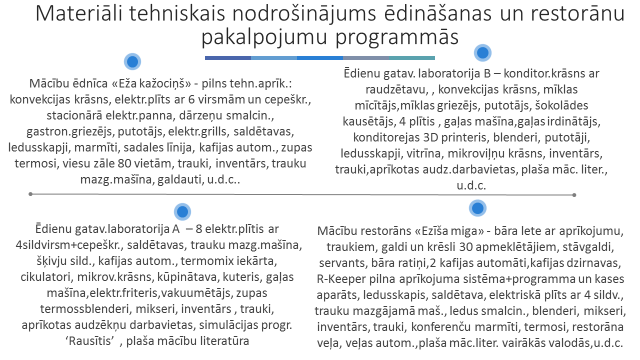 Materiāli tehniskais nodrošinājums ēdināšanas un restorānu
pakalpojumu programmās
Mācību ēdnīca «Eža kažociņš» - pilns tehn.aprīk.:
konvekcijas krāsns, elektr.plīts ar 6 virsmām un cepeškr.,
stacionārā elektr.panna, dārzeņu smalcin.,
gastron.griezējs, putotājs, elektr.grills, saldētavas,
ledusskapji, marmīti, sadales līnija, kafijas autom., zupas
termosi, viesu zāle 80 vietām, trauki, inventārs, trauku
mazg.mašīna, galdauti, u.d.c..
Ēdienu gatav. laboratorija B – konditor.krāsns ar
raudzētavu, , konvekcijas krāsns, mīklas
mīcītājs,mīklas griezējs, putotājs, šokolādes
kausētājs, 4 plītis , gaļas mašīna,gaļas irdinātājs,
konditorejas 3D printeris, blenderi, putotāji,
ledusskapji, vitrīna, mikroviļnu krāsns, inventārs,
trauki,aprīkotas audz.darbavietas, plaša māc. liter.,
u.d.c.
Ēdienu gatav.laboratorija A – 8 elektr.plītis ar
4sildvirsm+cepeškr., saldētavas, trauku mazg.mašīna,
šķivju sild., kafijas autom., termomix iekārta,
cikulatori, mikrov.krāsns, kūpinātava, kuteris, gaļas
mašīna,elektr.friteris,vakuumētājs, zupas
termossblenderi, mikseri, inventārs , trauki,
aprīkotas audzēkņu darbavietas, simulācijas progr.
‘Rausītis’ , plaša mācību literatūra
Mācību restorāns «Ezīša miga» - bāra lete ar aprīkojumu,
traukiem, galdi un krēsli 30 apmeklētājiem, stāvgaldi,
servants, bāra ratiņi,2 kafijas automāti,kafijas dzirnavas,
R-Keeper pilna aprīkojuma sistēma+programma un kases
aparāts, ledusskapis, saldētava, elektriskā plīts ar 4 sildv.,
trauku mazgājamā maš., ledus smalcin., blenderi, mikseri,
inventārs, trauki, konferenču marmīti, termosi, restorāna
veļa, veļas autom.,plaša māc.liter. vairākās valodās,u.d.c.